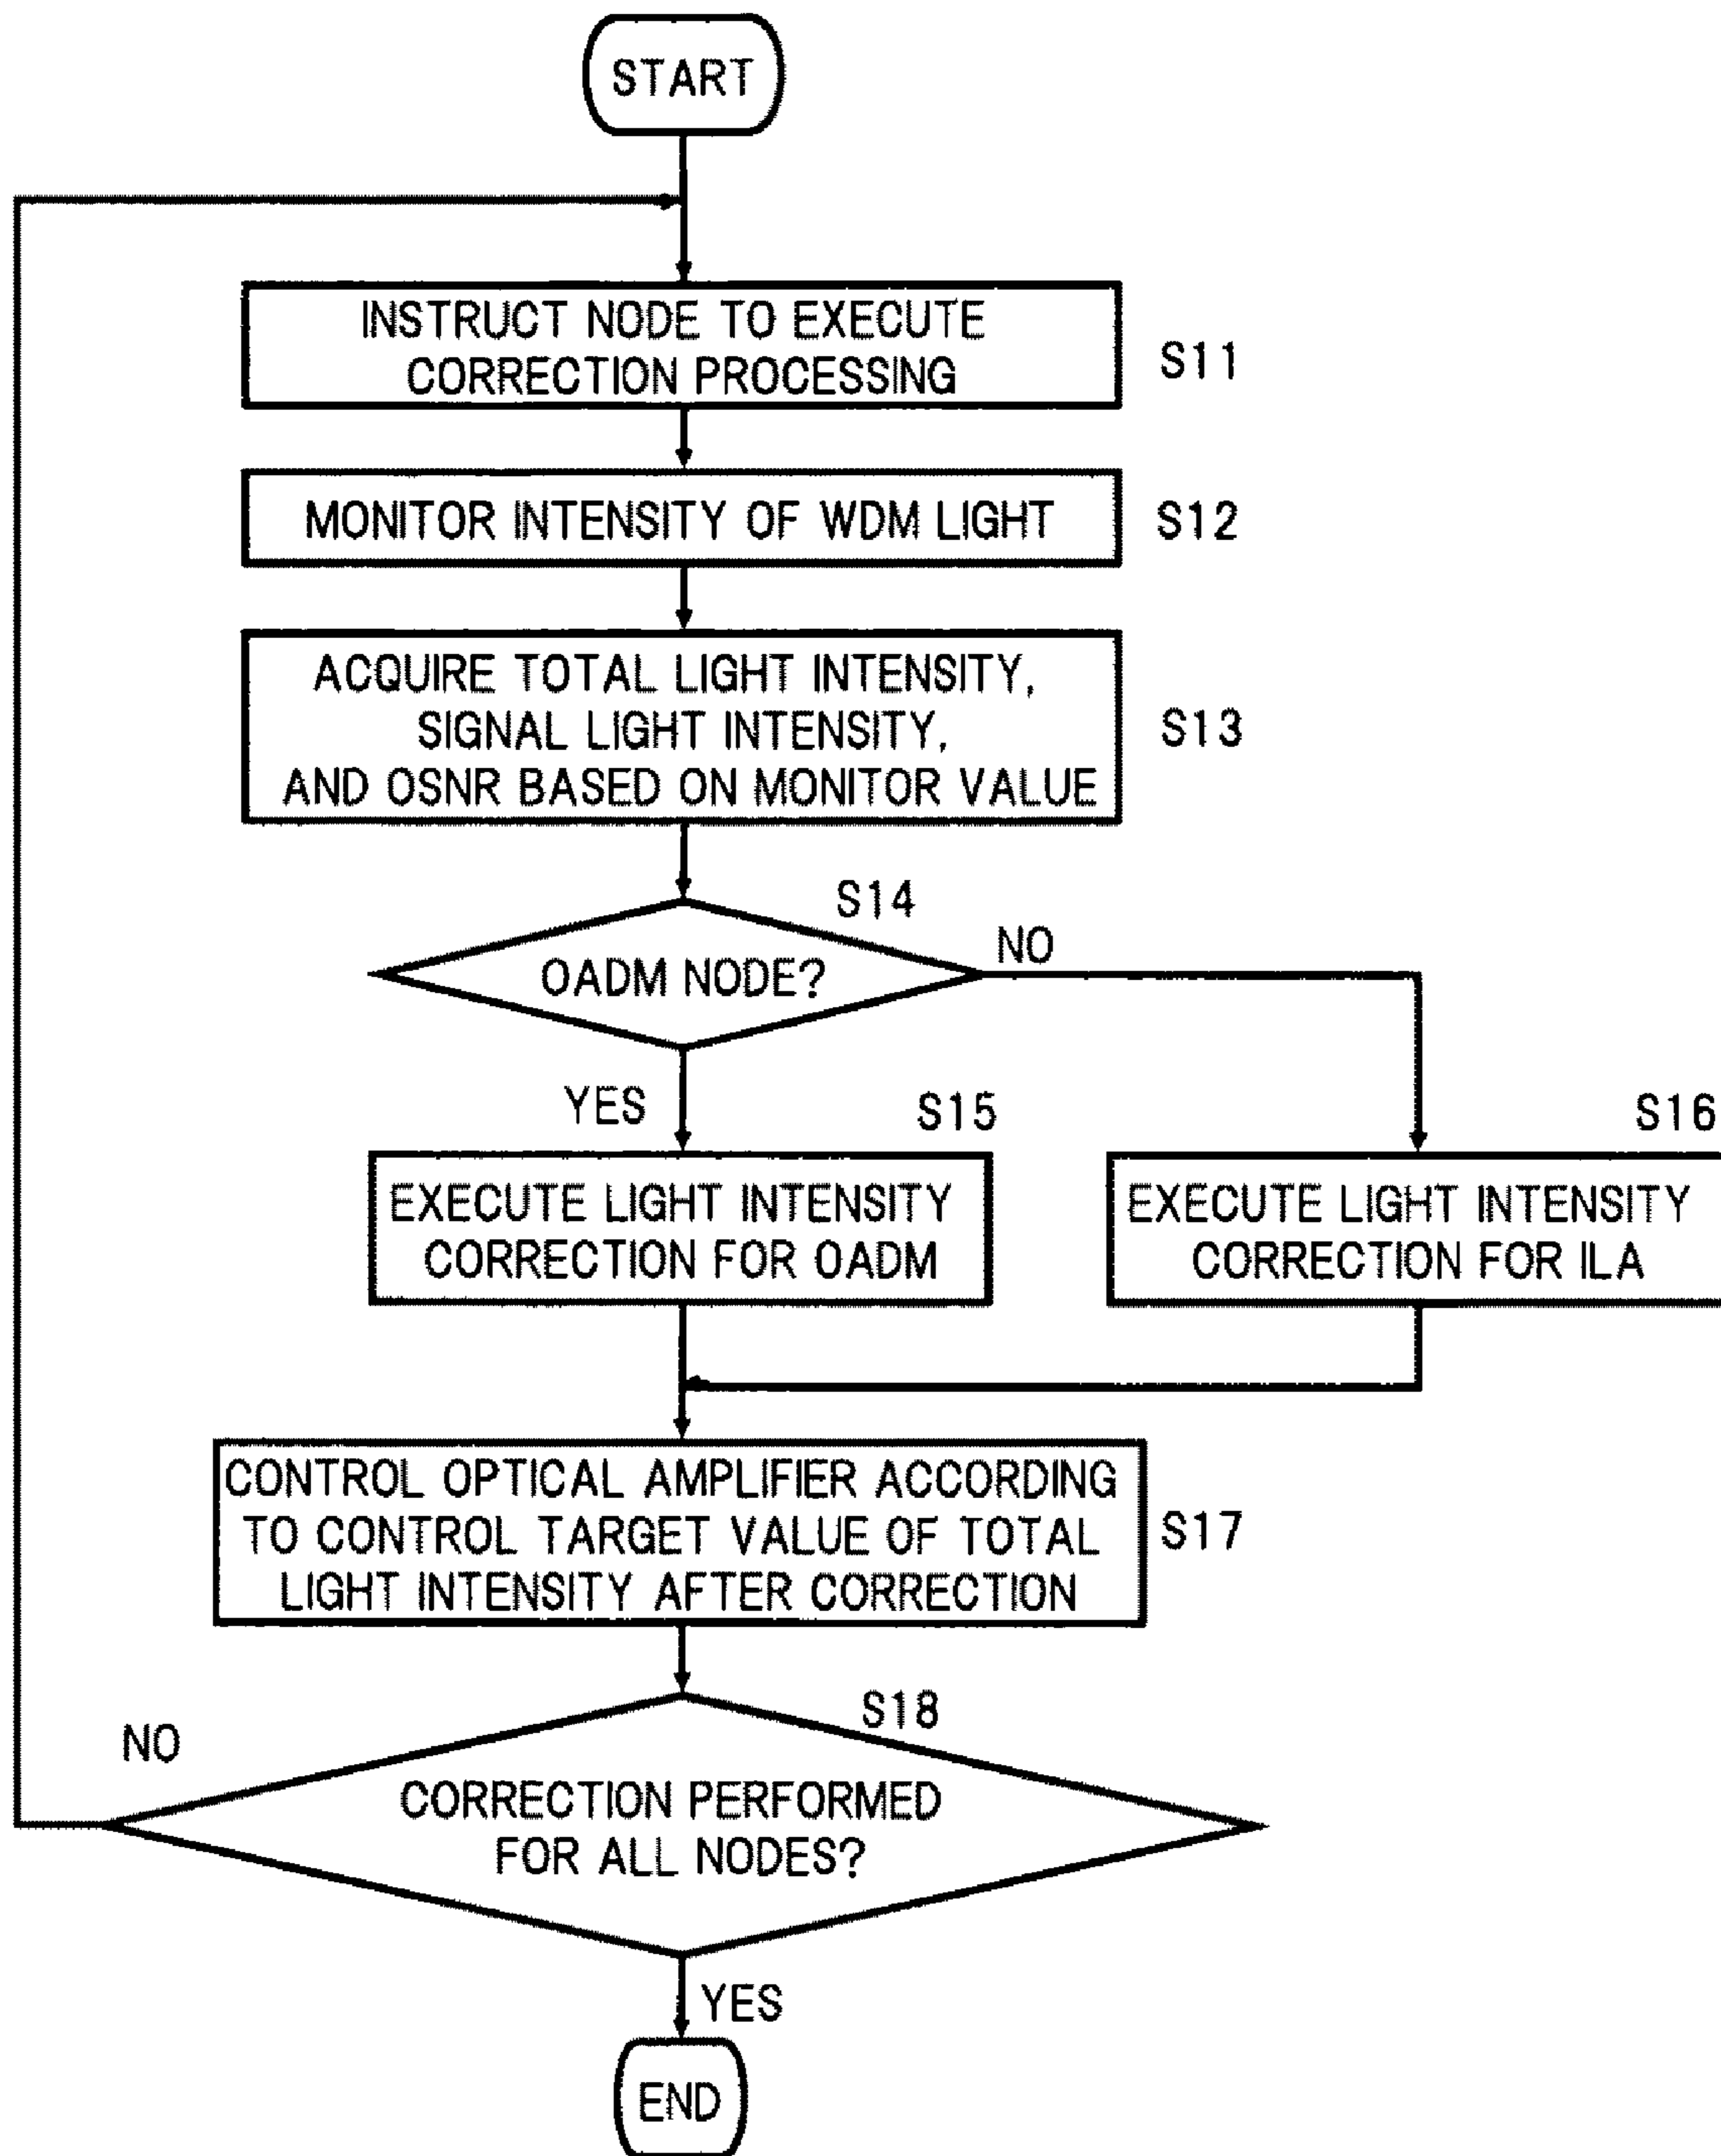 START
INSTRUCT NODE TO EXECUTE
CORRECTION PROCESSING
S11
MONITOR INTENSITY OF WDM LIGHT
S12
ACQUIRE TOTAL LIGHT INTENSITY,
SIGNAL LIGHT INTENSITY,
AND OSNR BASED ON MONITOR VALUE
S13
S14
OADM NODE?
NO
YES
S15
EXECUTE LIGHT INTENSITY
CORRECTION FOR OADM
S16
EXECUTE LIGHT INTENSITY
CORRECTION FOR ILA
CONTROL OPTICAL AMPLIFIER ACCORDING
TO CONTROL TARGET VALUE OF TOTAL
LIGHT INTENSITY AFTER CORRECTION
S17
S18
NO
CORRECTION PERFORMED
FOR ALL NODES?
YES
END